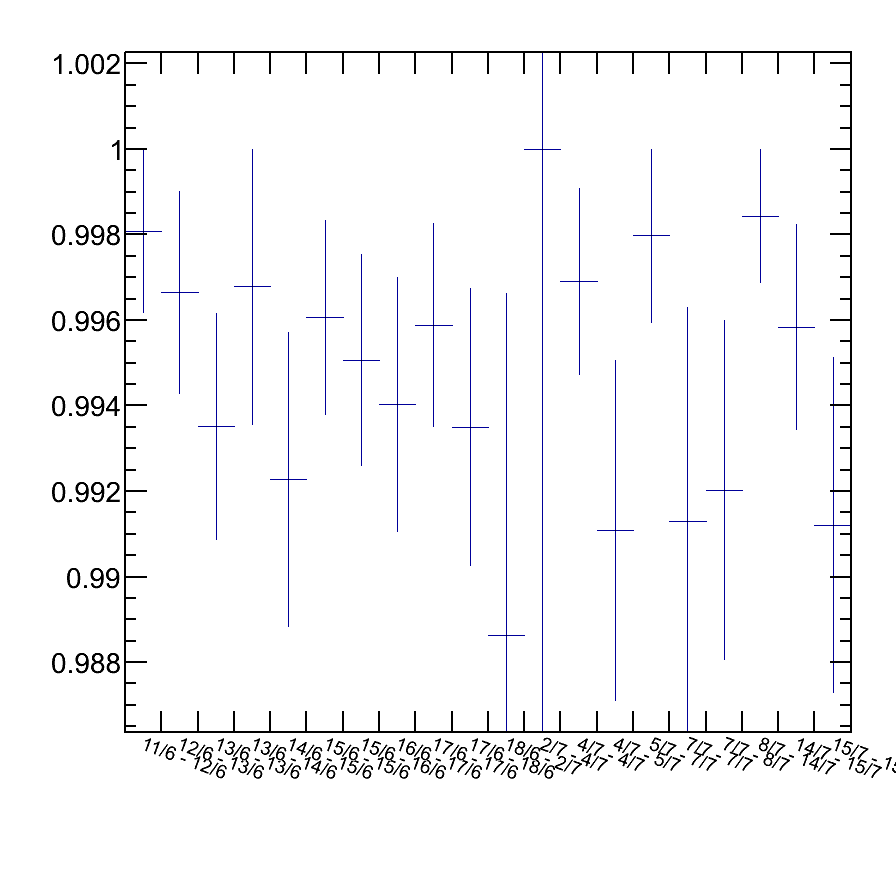 1.002
1
0.998
0.996
0.994
0.992
0.99
0.988
11/6 - 12/6
12/6 - 13/6
13/6 - 13/6
13/6 - 14/6
14/6 - 15/6
15/6 - 15/6
15/6 - 16/6
16/6 - 17/6
17/6 - 17/6
17/6 - 18/6
18/6 - 2/7
2/7 - 4/7
4/7 - 4/7
4/7 - 5/7
5/7 - 7/7
7/7 - 7/7
7/7 - 8/7
8/7 - 14/7
14/7 - 15/7
15/7 -